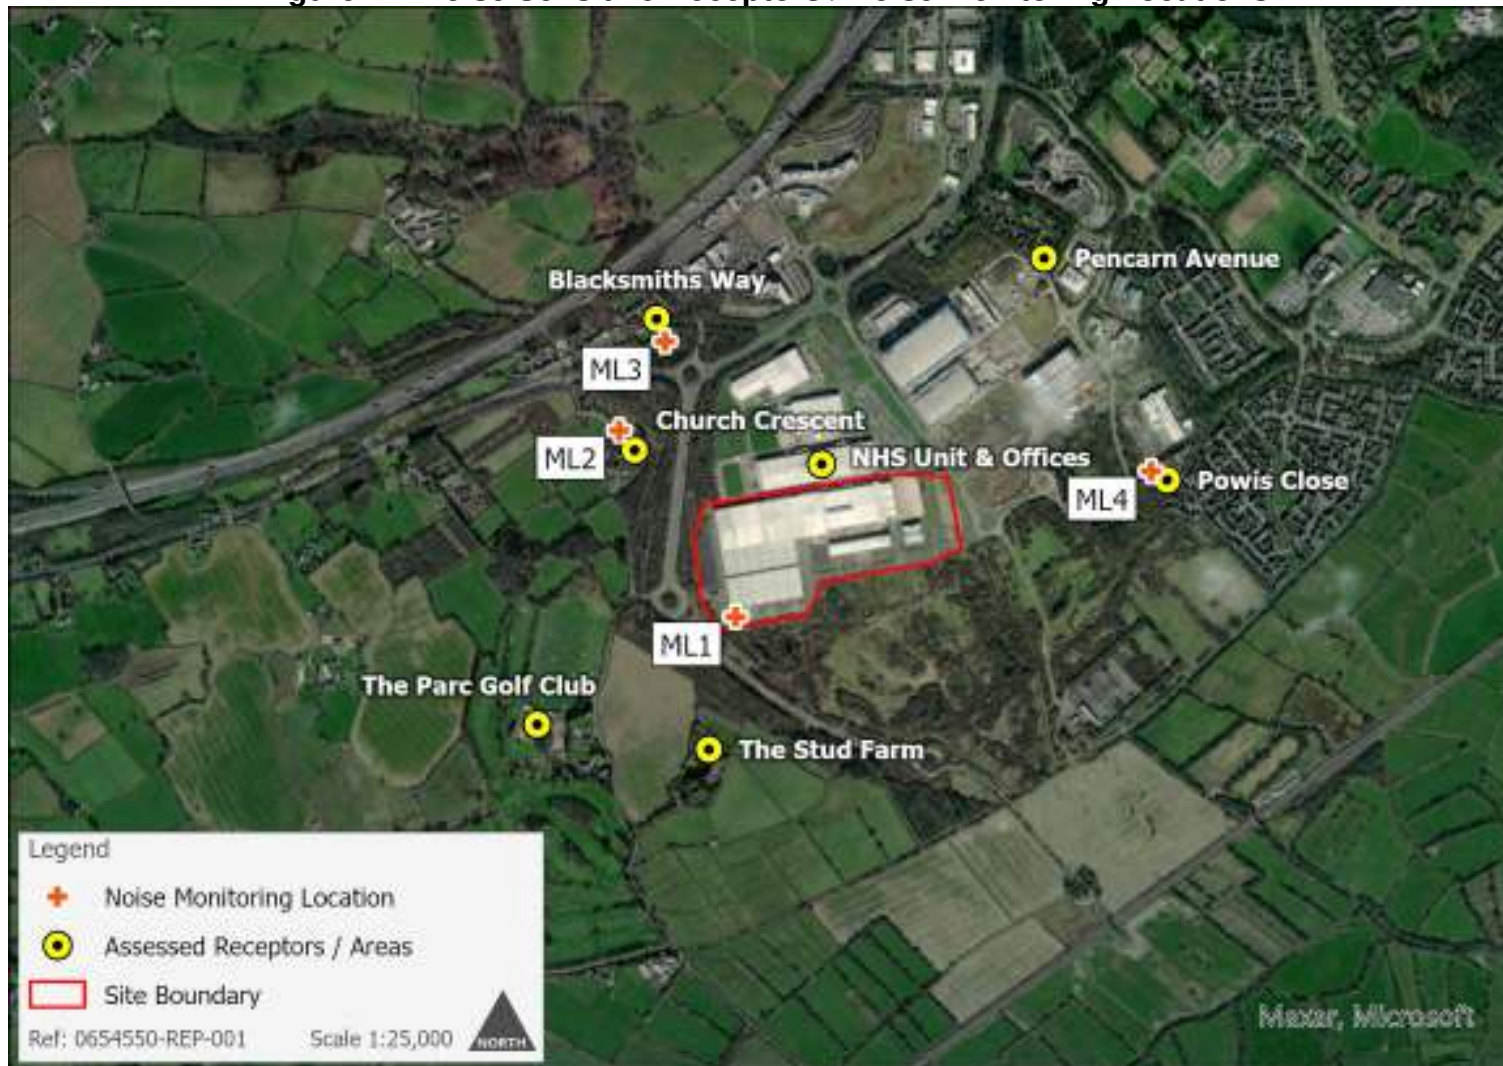 Blacksmiths Way
Pencarn Avenue
ML3
Church Crescent
ML2
NHS Unit & Offices
ML4
Powis Close
ML1
The Parc Golf Club
The Stud Farm
Legend
Noise Monitoring Location
Assessed Receptors / Areas
Site Boundary
Ref: 0654550-REP-001
Scale 1:25,000
NORTH
Maxar, Microsoft